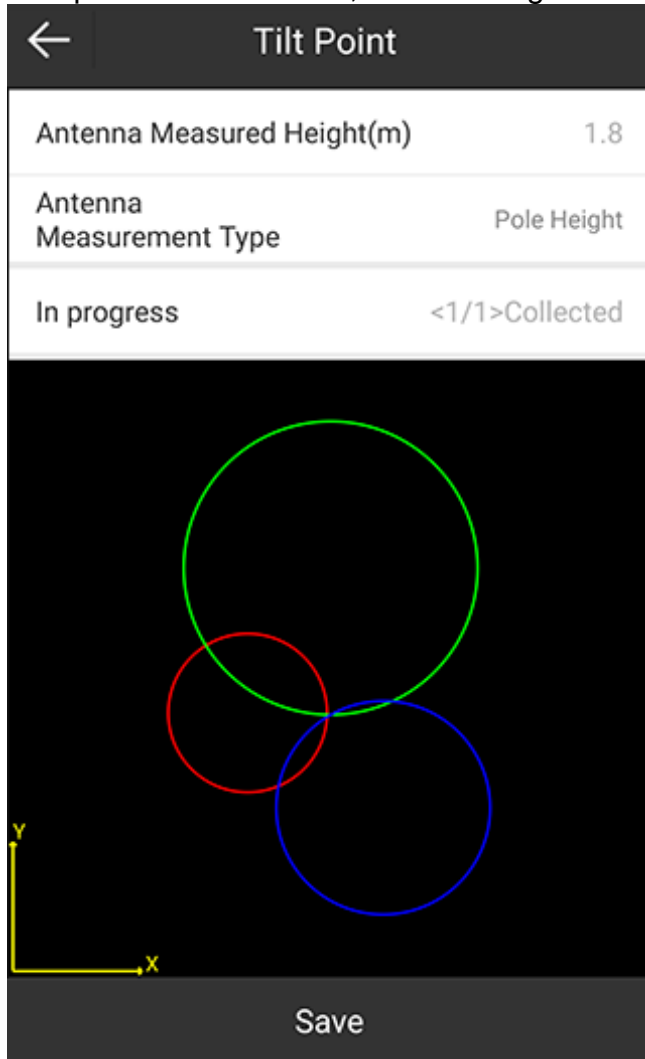 Tilt Point
Antenna Measured Height(m) 1.8
Antenna
Measurement Type Pole Height
In progress <1/1>Collected
Y
X
Save